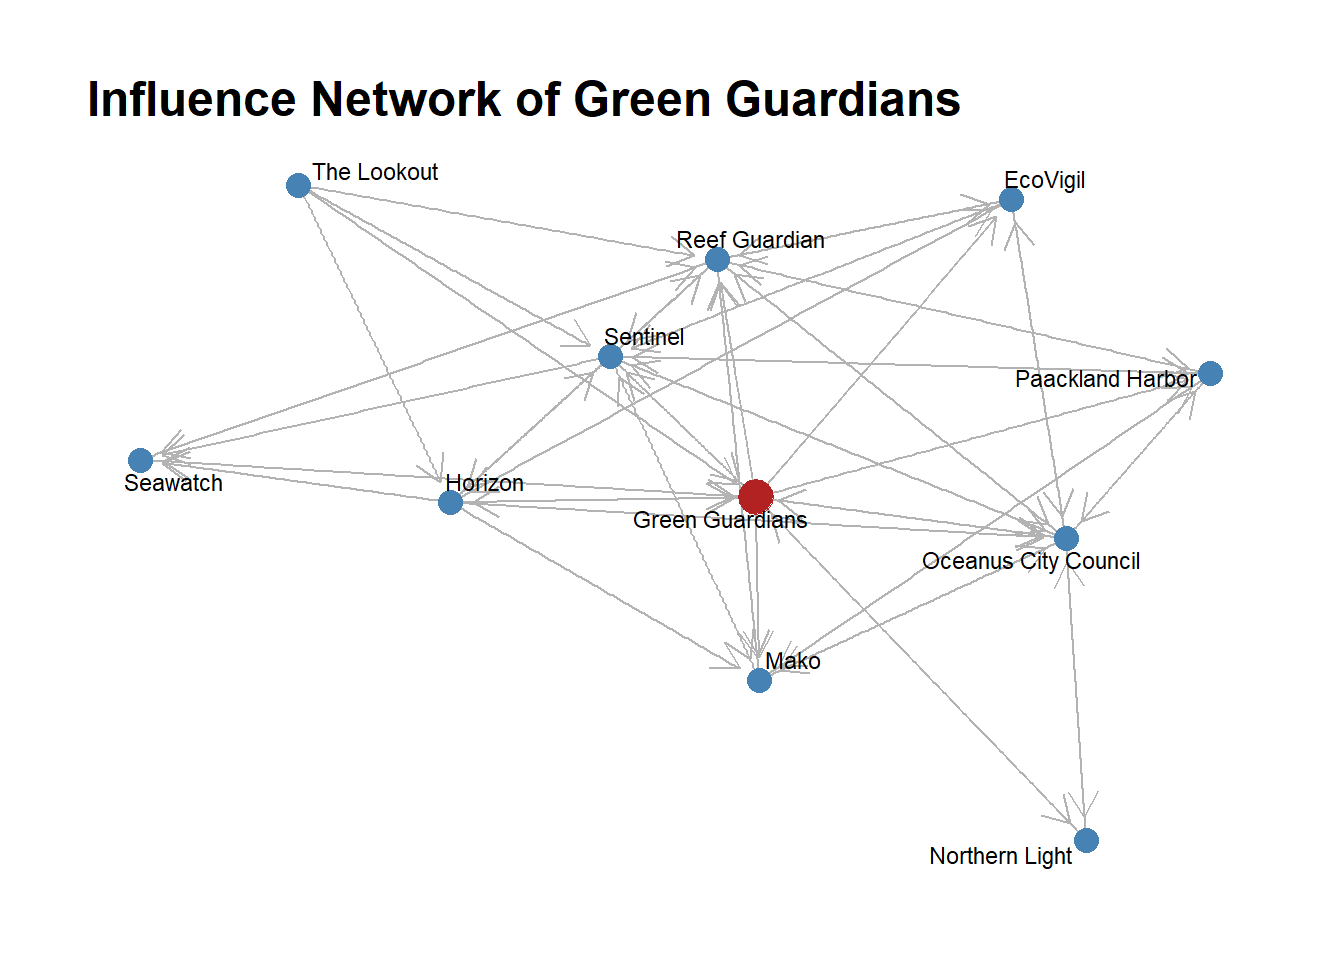 Influence Network of Green Guardians
The Lookout
EcoVigil
Reef Guardian
Sentinel
Paackland Harbor
Seawatch
Horizon
Green Guardians
Oceanus City Council
Mako
Northern Light